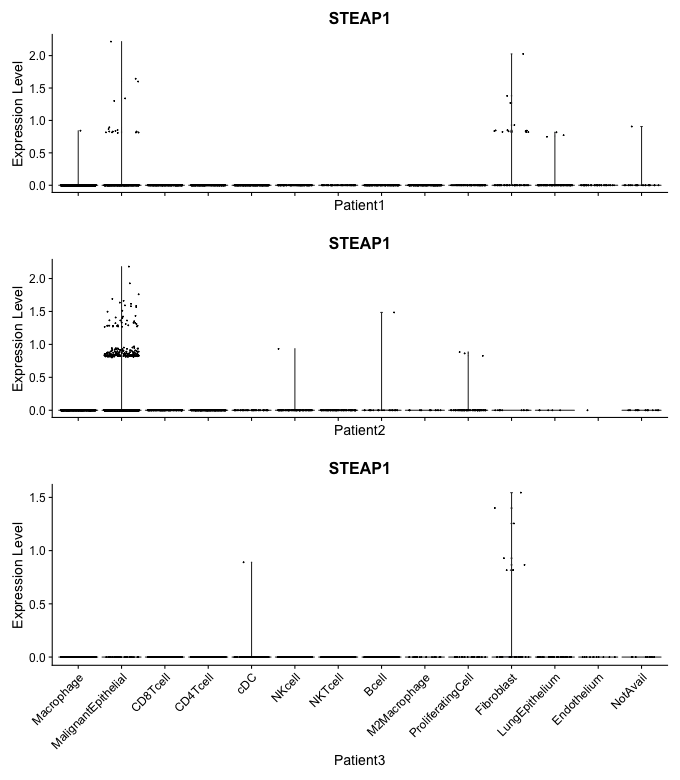 STEAP1
Expression Level
2.0
1.5
1.0
0.5
0.0
Patient1
STEAP1
Expression Level
2.0
1.5
1.0
0.5
0.0
Patient2
STEAP1
Expression Level
1.5
1.0
0.5
0.0
Macrophage
MalignantEpithelial
CD8Tcell
CD4Tcell
cDC
NKcell
NKTcell
Bcell
M2Macrophage
ProliferatingCell
Fibroblast
LungEpithelium
Endothelium
NotAvail
Patient3